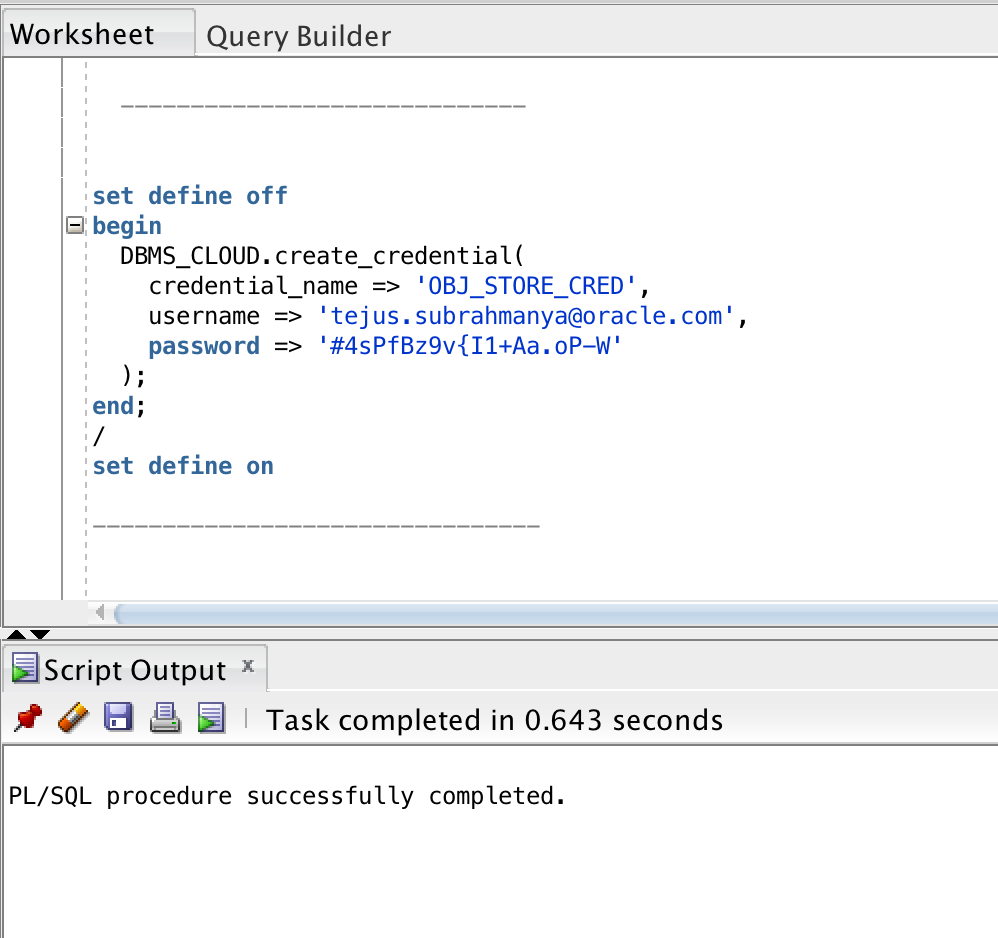 Worksheet Query Builder
-----------------------------
set define off
begin
  DBMS_CLOUD.create_credential(
    credential_name => 'OBJ_STORE_CRED',
    username => 'tejus.subrahmanya@oracle.com',
    password => '#4sPfBz9v{I1+Aa.oP-W'
  );
end;
/
set define on
--------------------------------
Script Output x
Task completed in 0.643 seconds
PL/SQL procedure successfully completed.